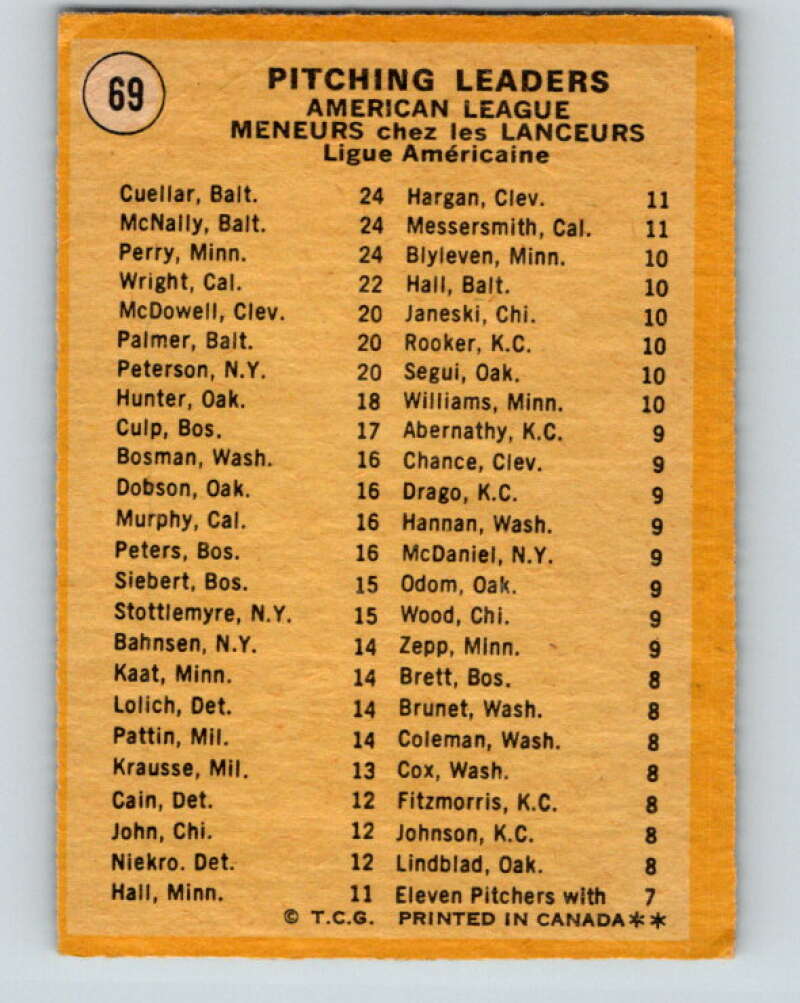 69
PITCHING LEADERS
AMERICAN LEAGUE
MENEURS chez les LANCEURS
Ligue Américaine
Cuellar, Balt. 24 Hargan, Clev. 11
McNally, Balt. 24 Messersmith, Cal. 11
Perry, Minn. 24 Blyleven, Minn. 10
Wright, Cal. 22 Hall, Balt. 10
McDowell, Clev. 20 Janeski, Chi. 10
Palmer, Balt. 20 Rooker, K.C. 10
Peterson, N.Y. 20 Segui, Oak. 10
Hunter, Oak. 18 Williams, Minn. 10
Culp, Bos. 17 Abernathy, K.C. 9
Bosman, Wash. 16 Chance, Clev. 9
Dobson, Oak. 16 Drago, K.C. 9
Murphy, Cal. 16 Hannan, Wash. 9
Peters, Bos. 16 McDaniel, N.Y. 9
Siebert, Bos. 15 Odom, Oak. 9
Stottlemyre, N.Y. 15 Wood, Chi. 9
Bahnsen, N.Y. 14 Zepp, Minn. 9
Kaat, Minn. 14 Brett, Bos. 8
Lolich, Det. 14 Brunet, Wash. 8
Pattin, Mil. 14 Coleman, Wash. 8
Krausse, Mil. 13 Cox, Wash. 8
Cain, Det. 12 Fitzmorris, K.C. 8
John, Chi. 12 Johnson, K.C. 8
Niekro. Det. 12 Lindblad, Oak. 8
Hall, Minn. 11 Eleven Pitchers with 7
© T.C.G. PRINTED IN CANADA**